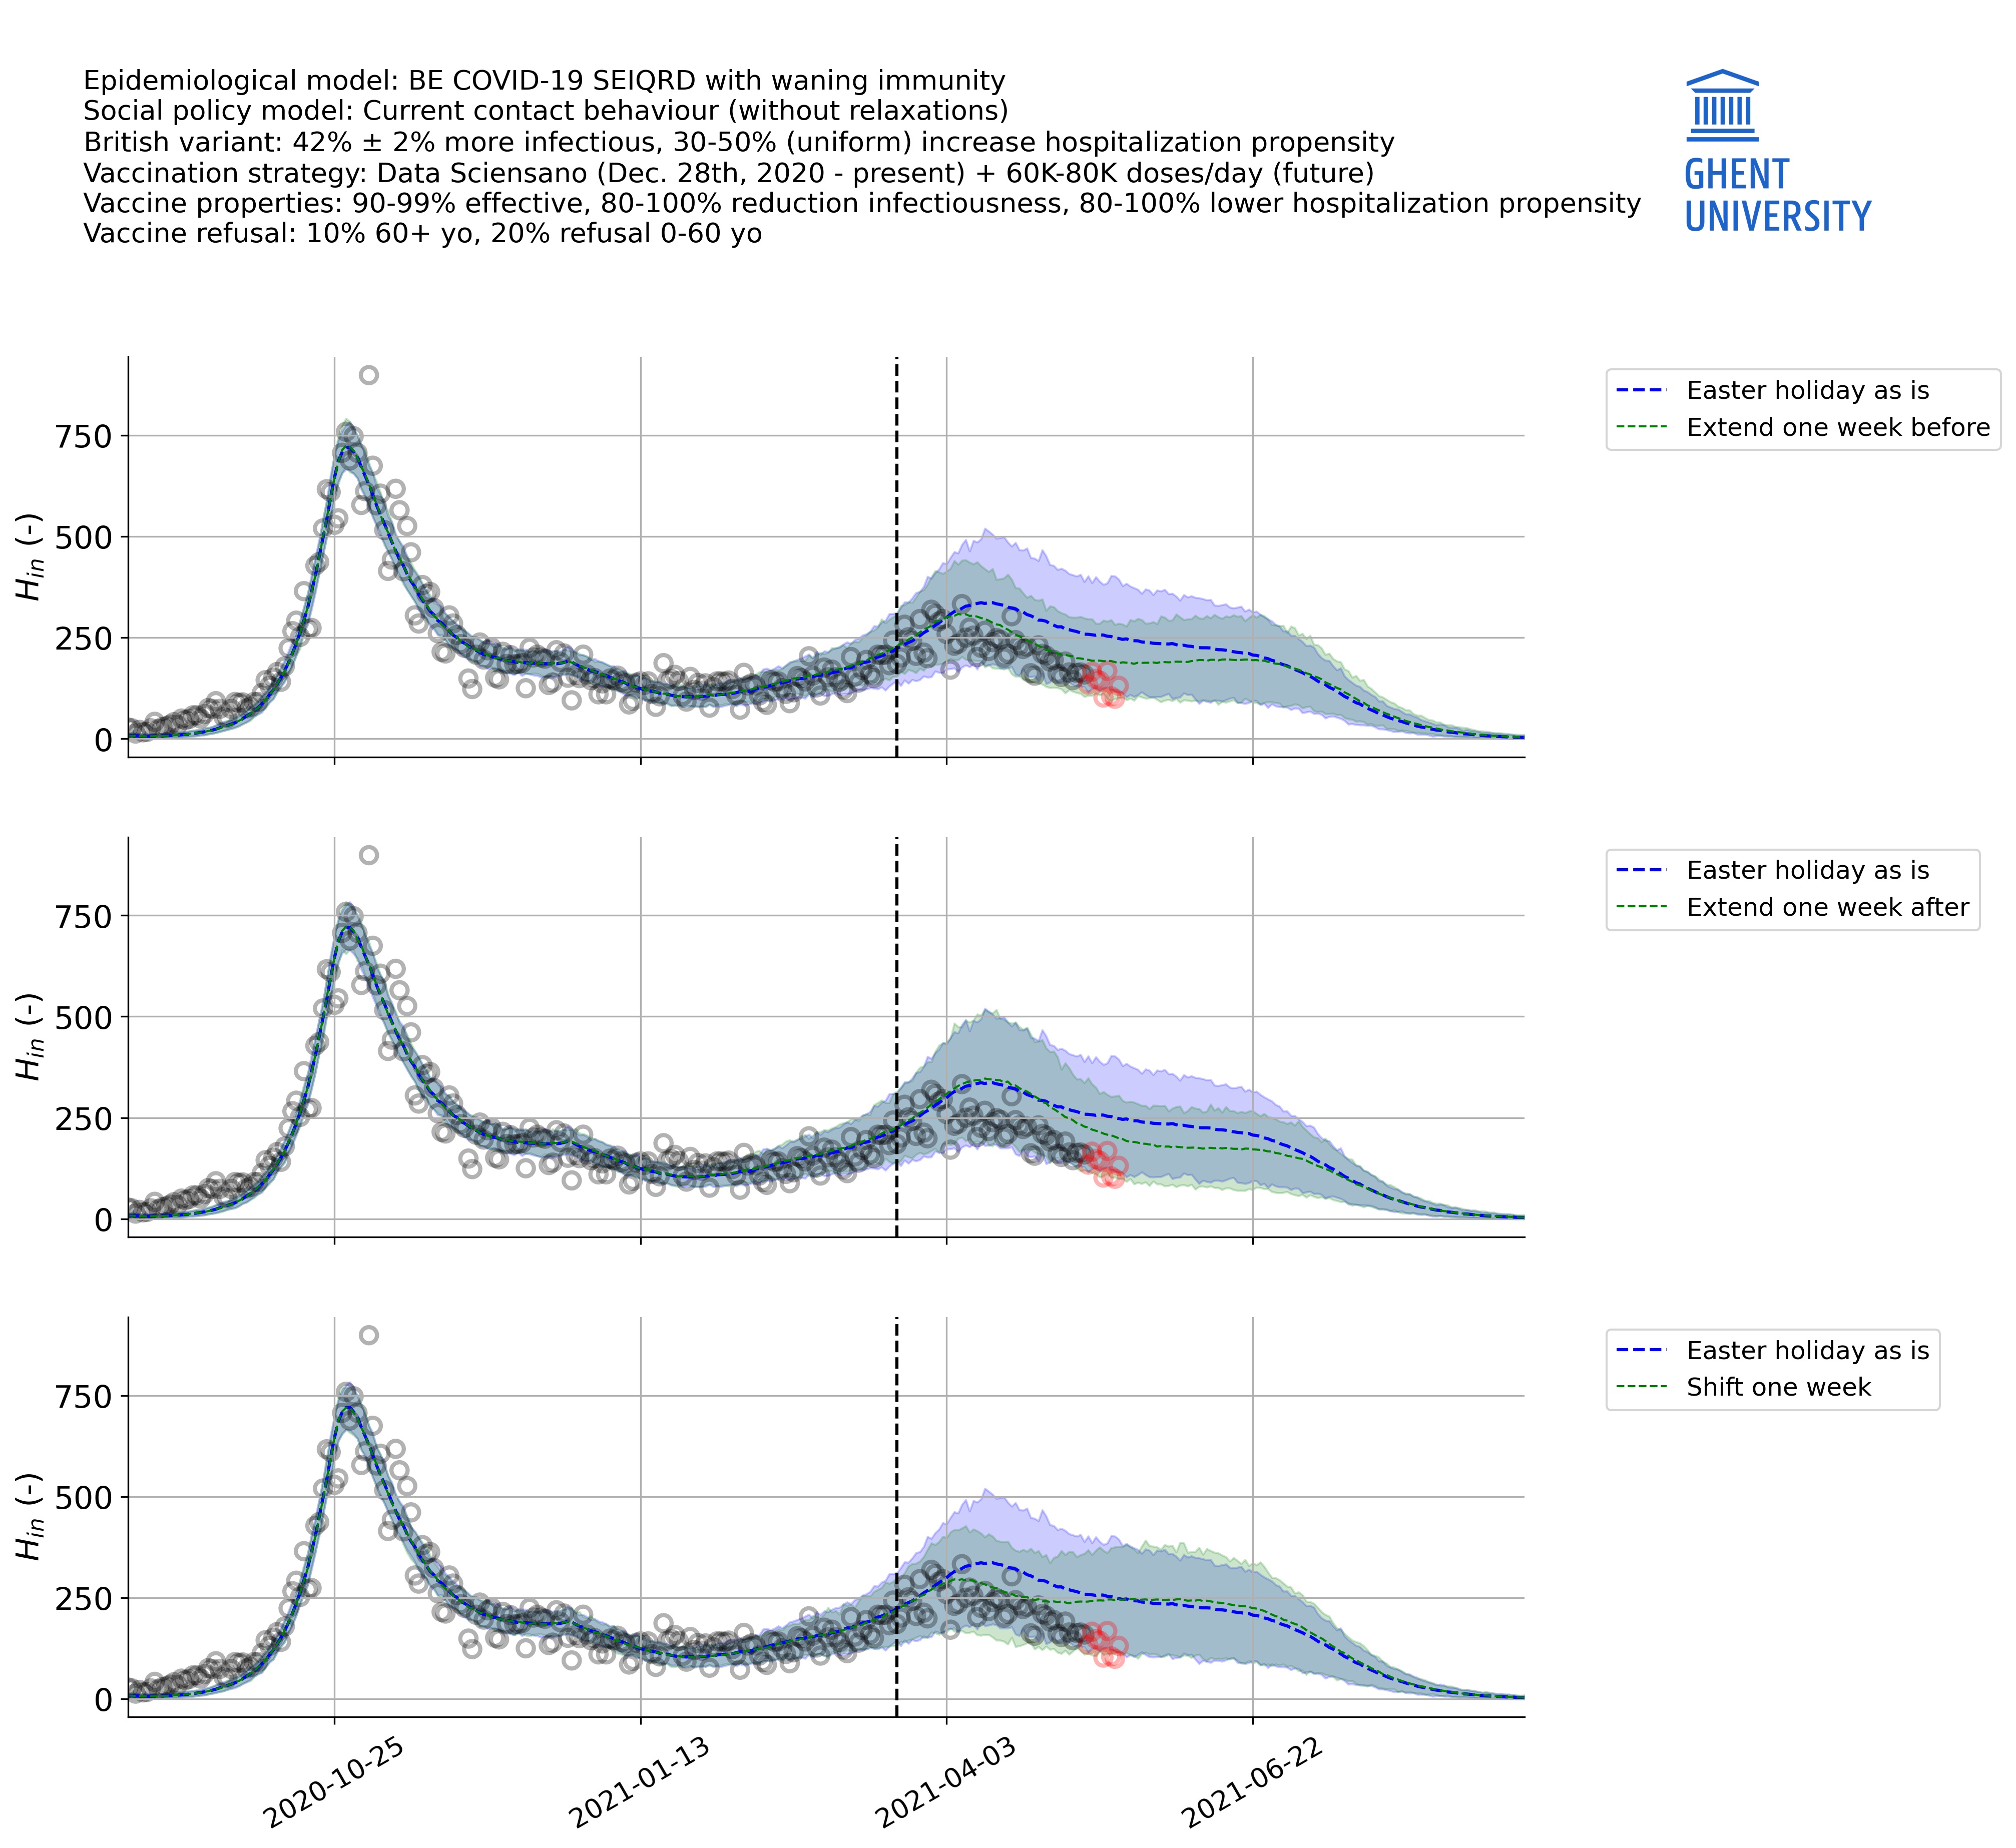 Epidemiological model: BE COVID-19 SEIQRD with waning immunity
Social policy model: Current contact behaviour (without relaxations)
British variant: 42% ± 2% more infectious, 30-50% (uniform) increase hospitalization propensity
Vaccination strategy: Data Sciensano (Dec. 28th, 2020 - present) + 60K-80K doses/day (future)
Vaccine properties: 90-99% effective, 80-100% reduction infectiousness, 80-100% lower hospitalization propensity
Vaccine refusal: 10% 60+ yo, 20% refusal 0-60 yo
GHENT
UNIVERSITY
H_in (-)
750
500
250
0
Easter holiday as is
Extend one week before
H_in (-)
750
500
250
0
Easter holiday as is
Extend one week after
H_in (-)
750
500
250
0
Easter holiday as is
Shift one week
2020-10-25
2021-01-13
2021-04-03
2021-06-22